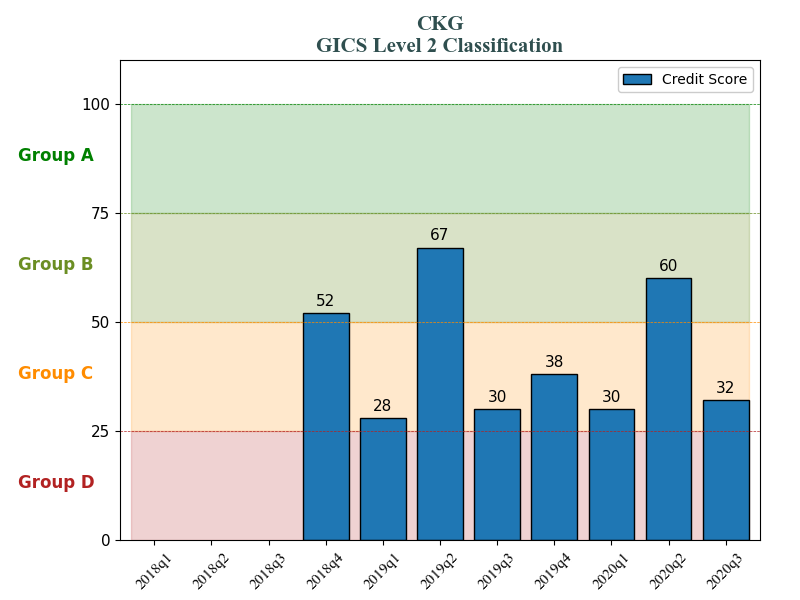 CKG
GICS Level 2 Classification
Credit Score
100
Group A
75
67
Group B
60
52
50
38
Group C
32
30
30
28
25
Group D
0
2018q1 2018q2 2018q3 2018q4 2019q1 2019q2 2019q3 2019q4 2020q1 2020q2 2020q3